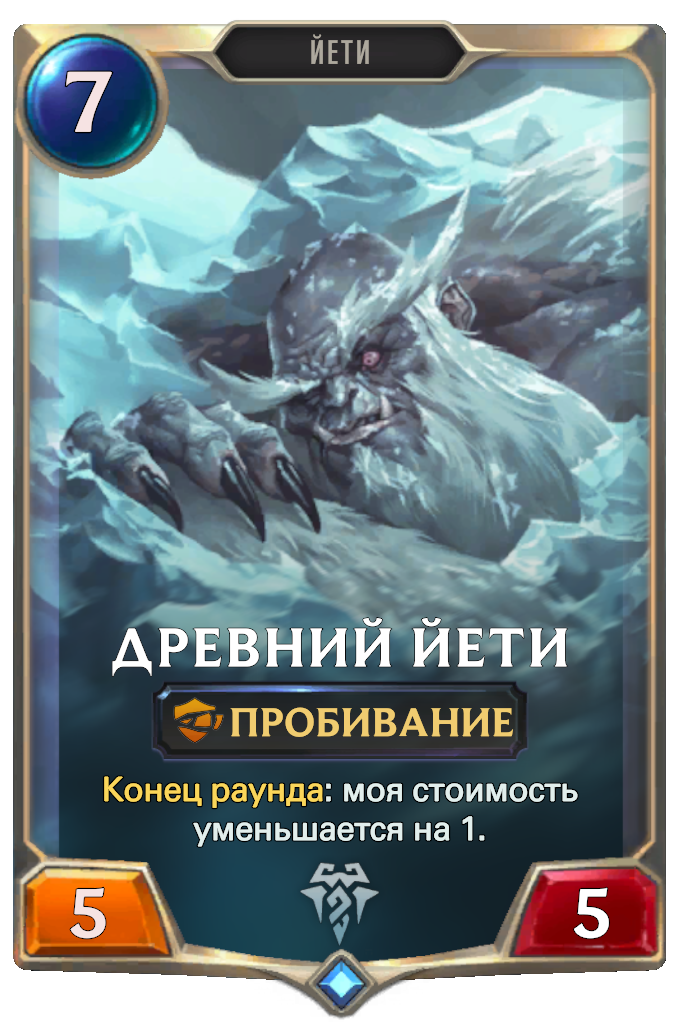 ЙЕТИ
7
ДРЕВНИЙ ЙЕТИ
ПРОБИВАНИЕ
Конец раунда: моя стоимость
уменьшается на 1.
5
5